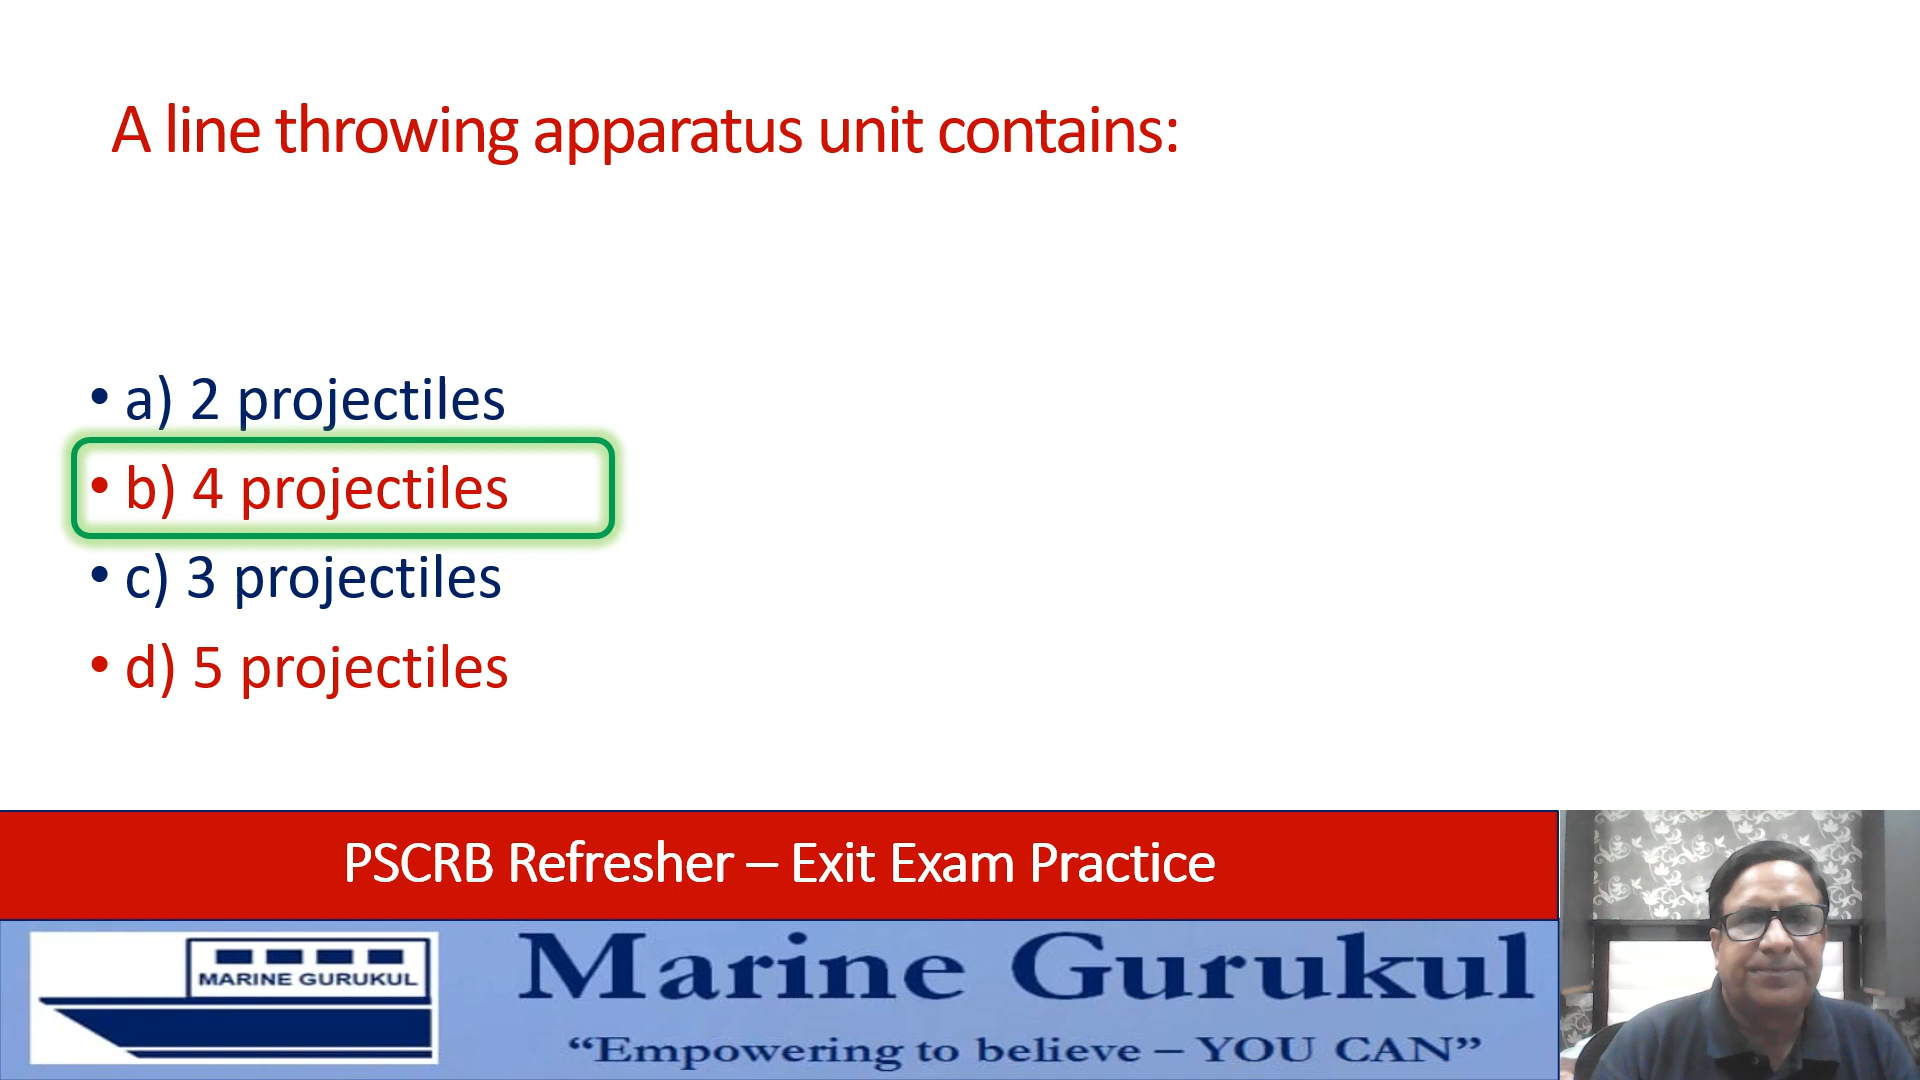 A line throwing apparatus unit contains:
• a) 2 projectiles
• b) 4 projectiles
• c) 3 projectiles
• d) 5 projectiles
PSCRB Refresher – Exit Exam Practice
MARINE GURUKUL
Marine Gurukul
“Empowering to believe – YOU CAN”